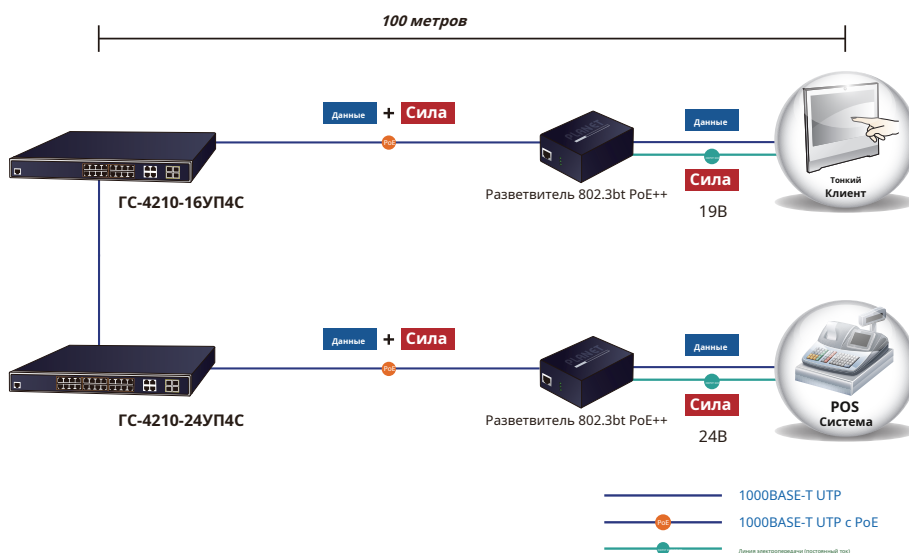 100 метров
Данные + Сила
PoE
PLANET
Данные
Сила
19В
Тонкий
Клиент
ГС-4210-16УП4С
Разветвитель 802.3bt PoE++
Данные + Сила
PoE
PLANET
Данные
Сила
24В
POS
Система
ГС-4210-24УП4С
Разветвитель 802.3bt PoE++
1000BASE-T UTP
PoE
1000BASE-T UTP с PoE
Линия электропередачи (постоянный ток)